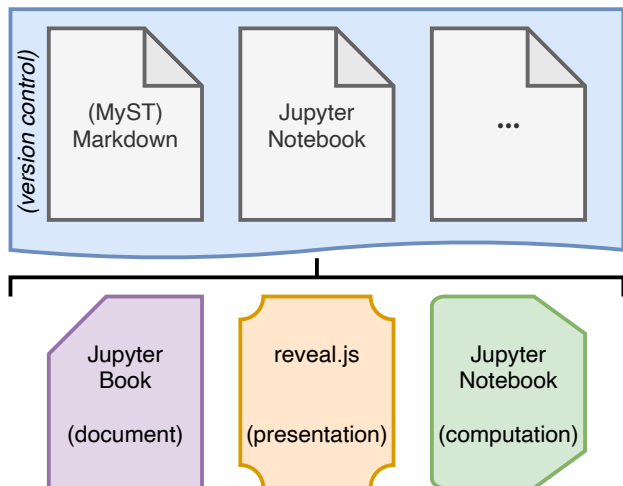 (version control)
(MyST)
Markdown
Jupyter
Notebook
...
Jupyter
Book
(document)
reveal.js
(presentation)
Jupyter
Notebook
(computation)